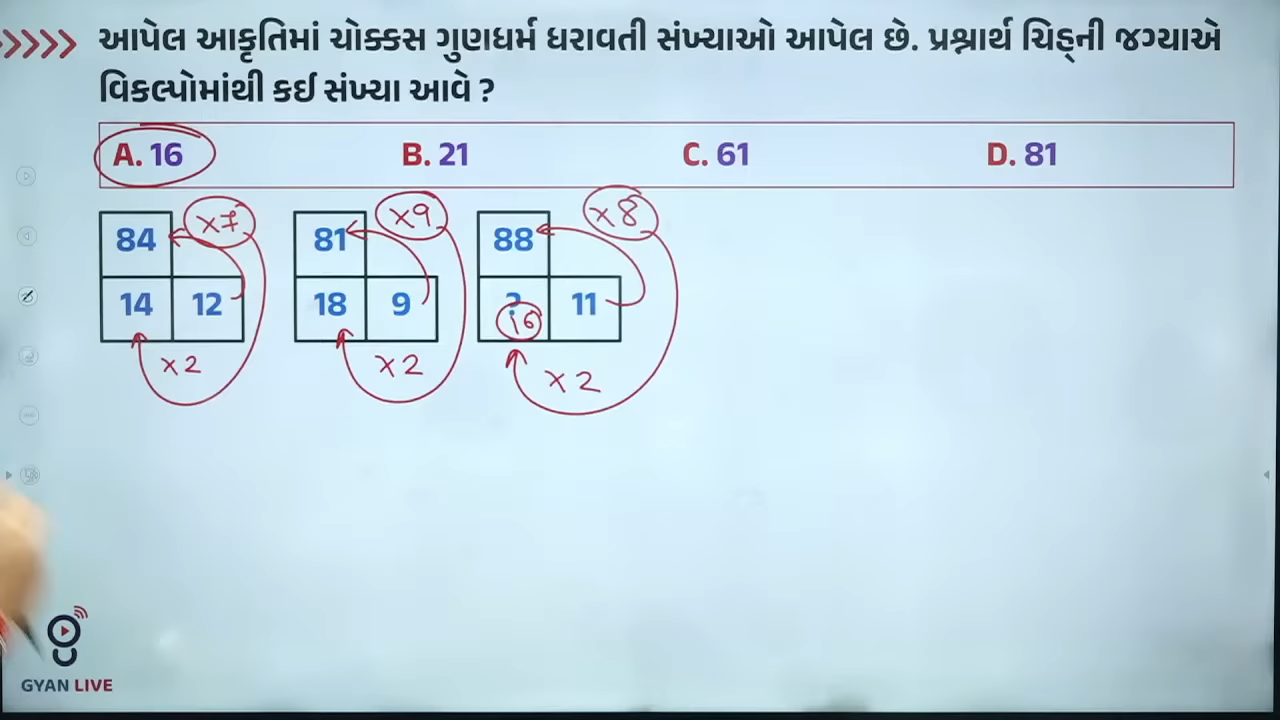 આપેલ આકૃતિમાં ચોક્કસ ગુણધર્મ ધરાવતી સંખ્યાઓ આપેલ છે. પ્રશ્નાર્થ ચિહ્નની જગ્યાએ
વિકલ્પોમાંથી કઈ સંખ્યા આવે ?
A. 16 B. 21 C. 61 D. 81
84 ×7 81 ×9 88 ×8
14 12 18 9 ? 11
16
×2 ×2 ×2
GYAN LIVE